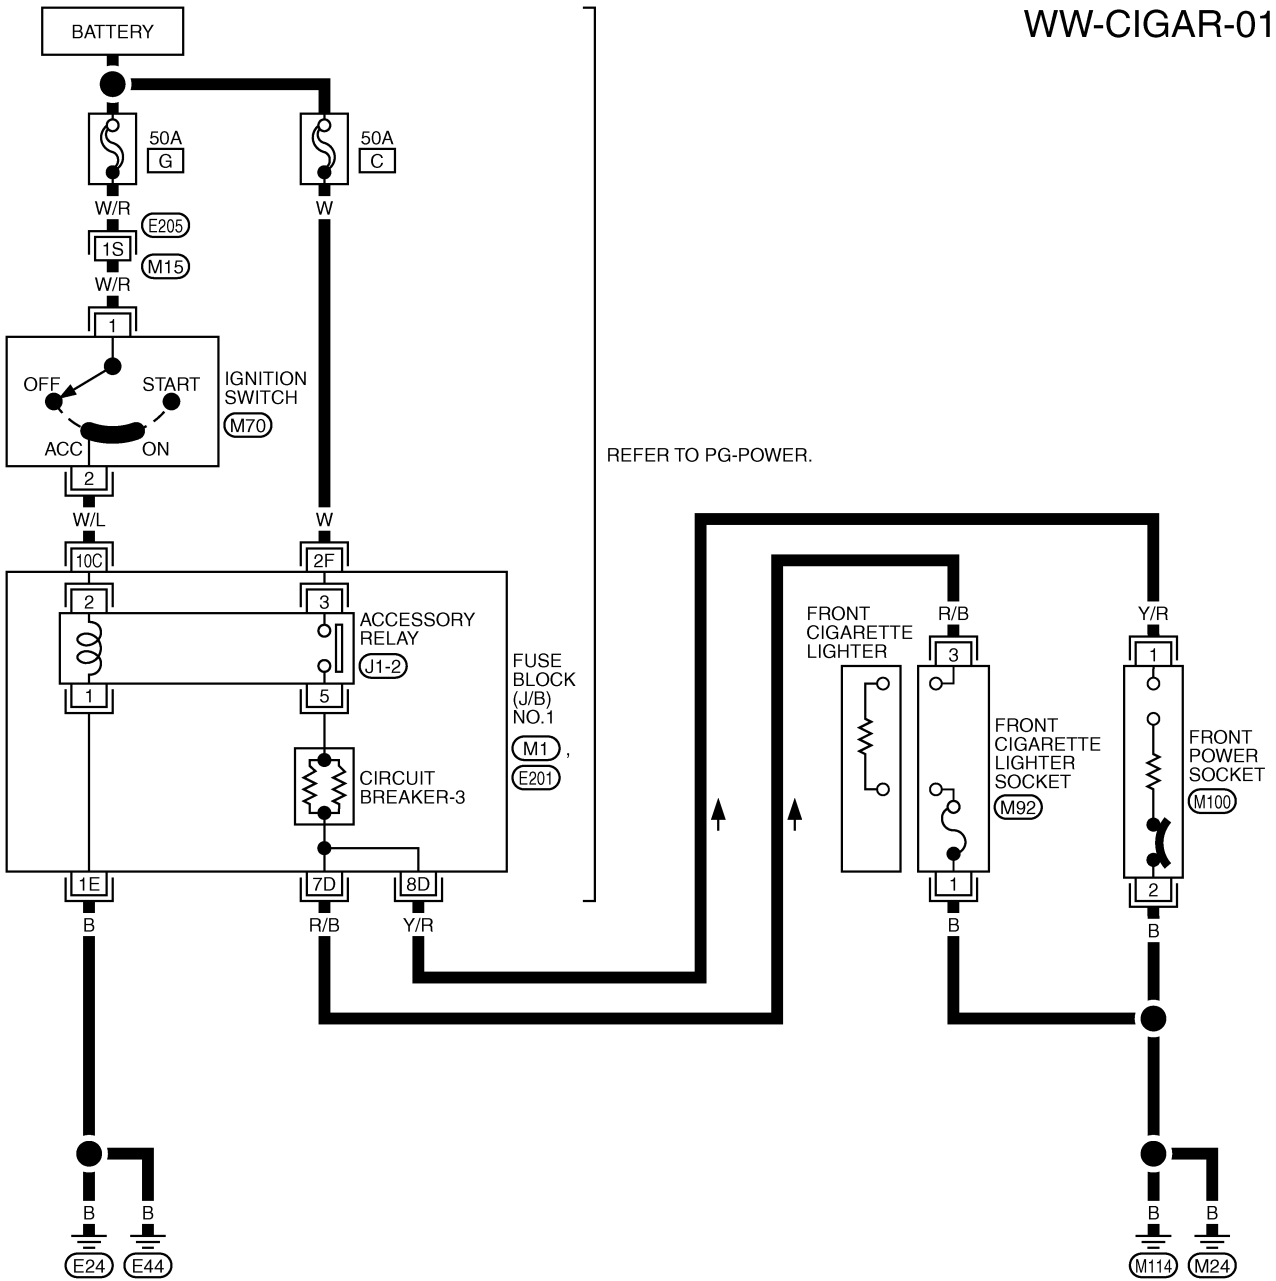 WW-CIGAR-01
BATTERY
50A
G
50A
C
W/R
W
E205
1S
M15
W/R
1
OFF
START
ACC
ON
IGNITION
SWITCH
M70
2
W/L
W
REFER TO PG-POWER.
10C
2F
2
3
ACCESSORY
RELAY
J1-2
1
5
FUSE
BLOCK
(J/B)
NO.1
M1 ,
E201
CIRCUIT
BREAKER-3
1E
7D
8D
B
R/B
Y/R
FRONT
CIGARETTE
LIGHTER
R/B
3
Y/R
1
FRONT
CIGARETTE
LIGHTER
SOCKET
M92
FRONT
POWER
SOCKET
M100
1
2
B
B
B
B
B
B
E24
E44
M114
M24